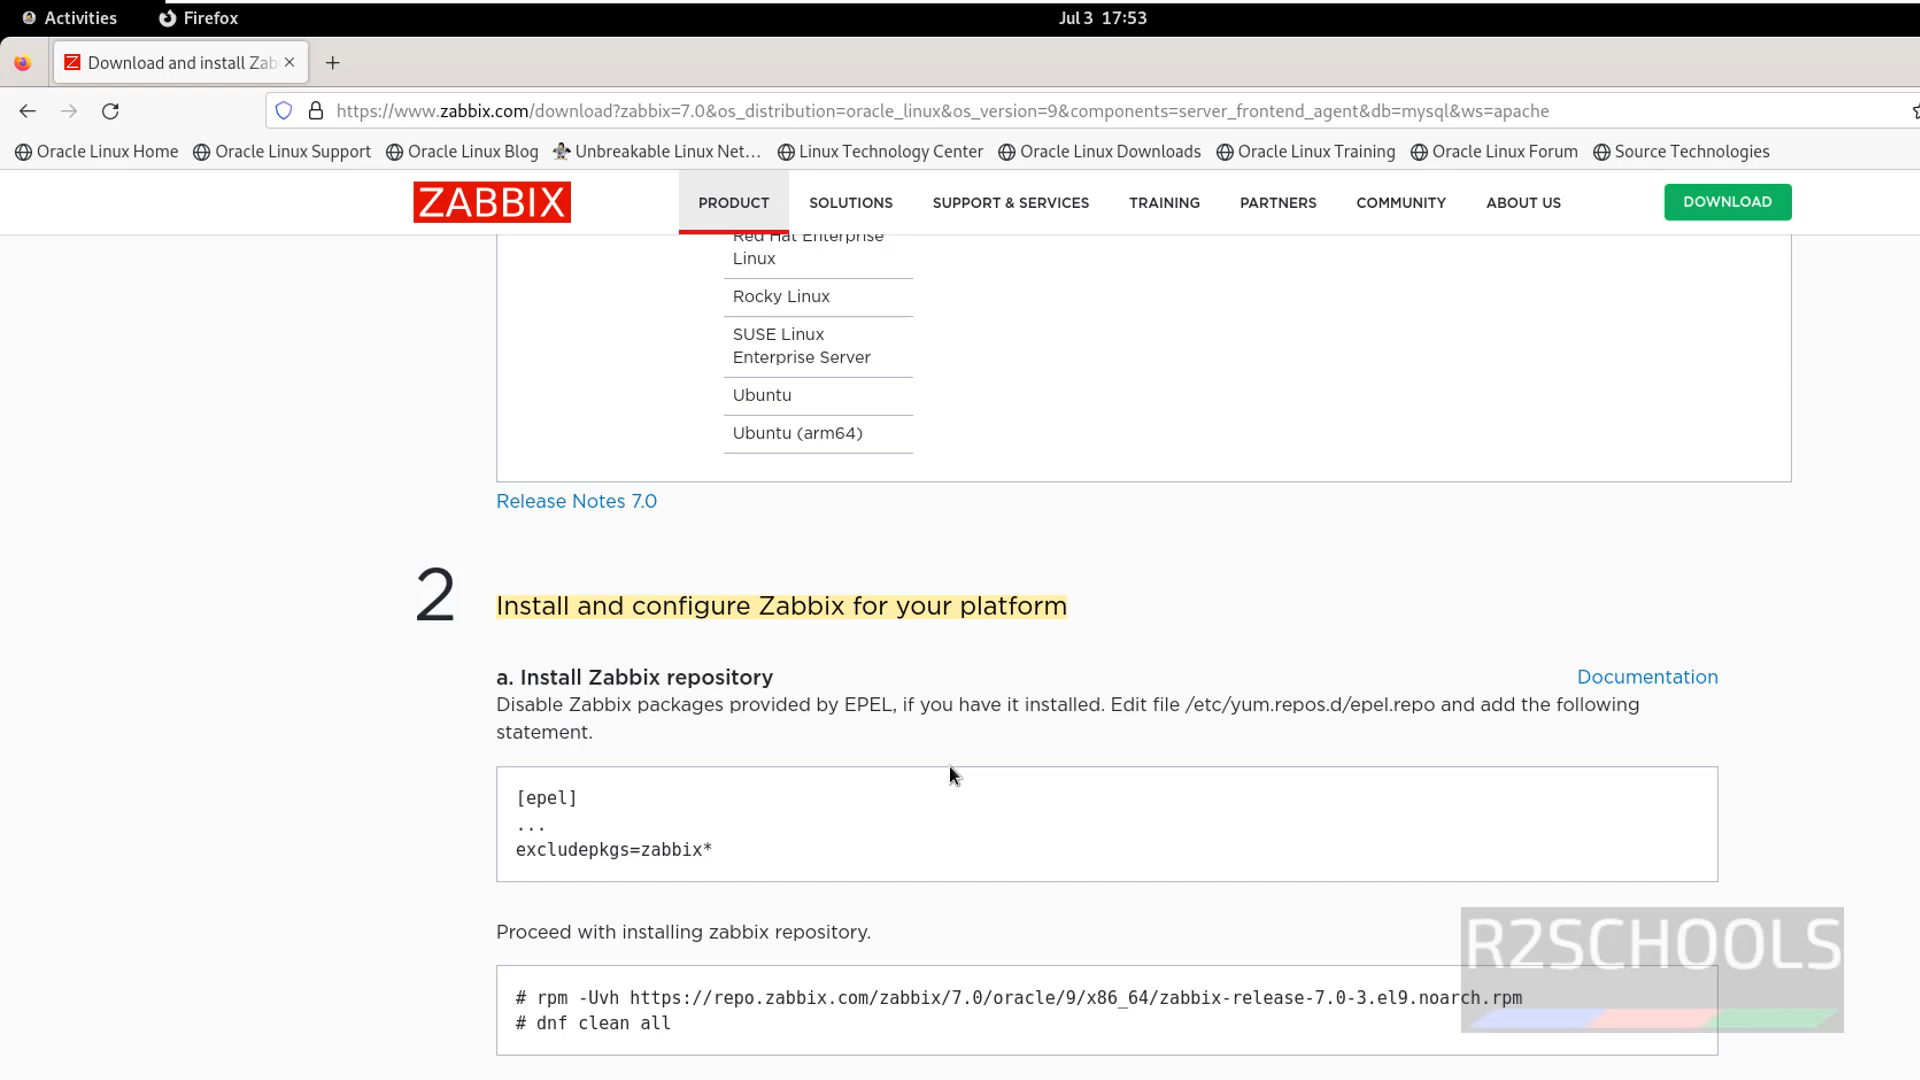 Activities Firefox Jul 3 17:53
Download and install Zab
https://www.zabbix.com/download?zabbix=7.0&os_distribution=oracle_linux&os_version=9&components=server_frontend_agent&db=mysql&ws=apache
Oracle Linux Home Oracle Linux Support Oracle Linux Blog Unbreakable Linux Net... Linux Technology Center Oracle Linux Downloads Oracle Linux Training Oracle Linux Forum Source Technologies
ZABBIX PRODUCT SOLUTIONS SUPPORT & SERVICES TRAINING PARTNERS COMMUNITY ABOUT US DOWNLOAD
Red Hat Enterprise
Linux
Rocky Linux
SUSE Linux
Enterprise Server
Ubuntu
Ubuntu (arm64)
Release Notes 7.0
2 Install and configure Zabbix for your platform
a. Install Zabbix repository Documentation
Disable Zabbix packages provided by EPEL, if you have it installed. Edit file /etc/yum.repos.d/epel.repo and add the following
statement.
[epel]
...
excludepkgs=zabbix*
Proceed with installing zabbix repository.
R2SCHOOLS
# rpm -Uvh https://repo.zabbix.com/zabbix/7.0/oracle/9/x86_64/zabbix-release-7.0-3.el9.noarch.rpm
# dnf clean all